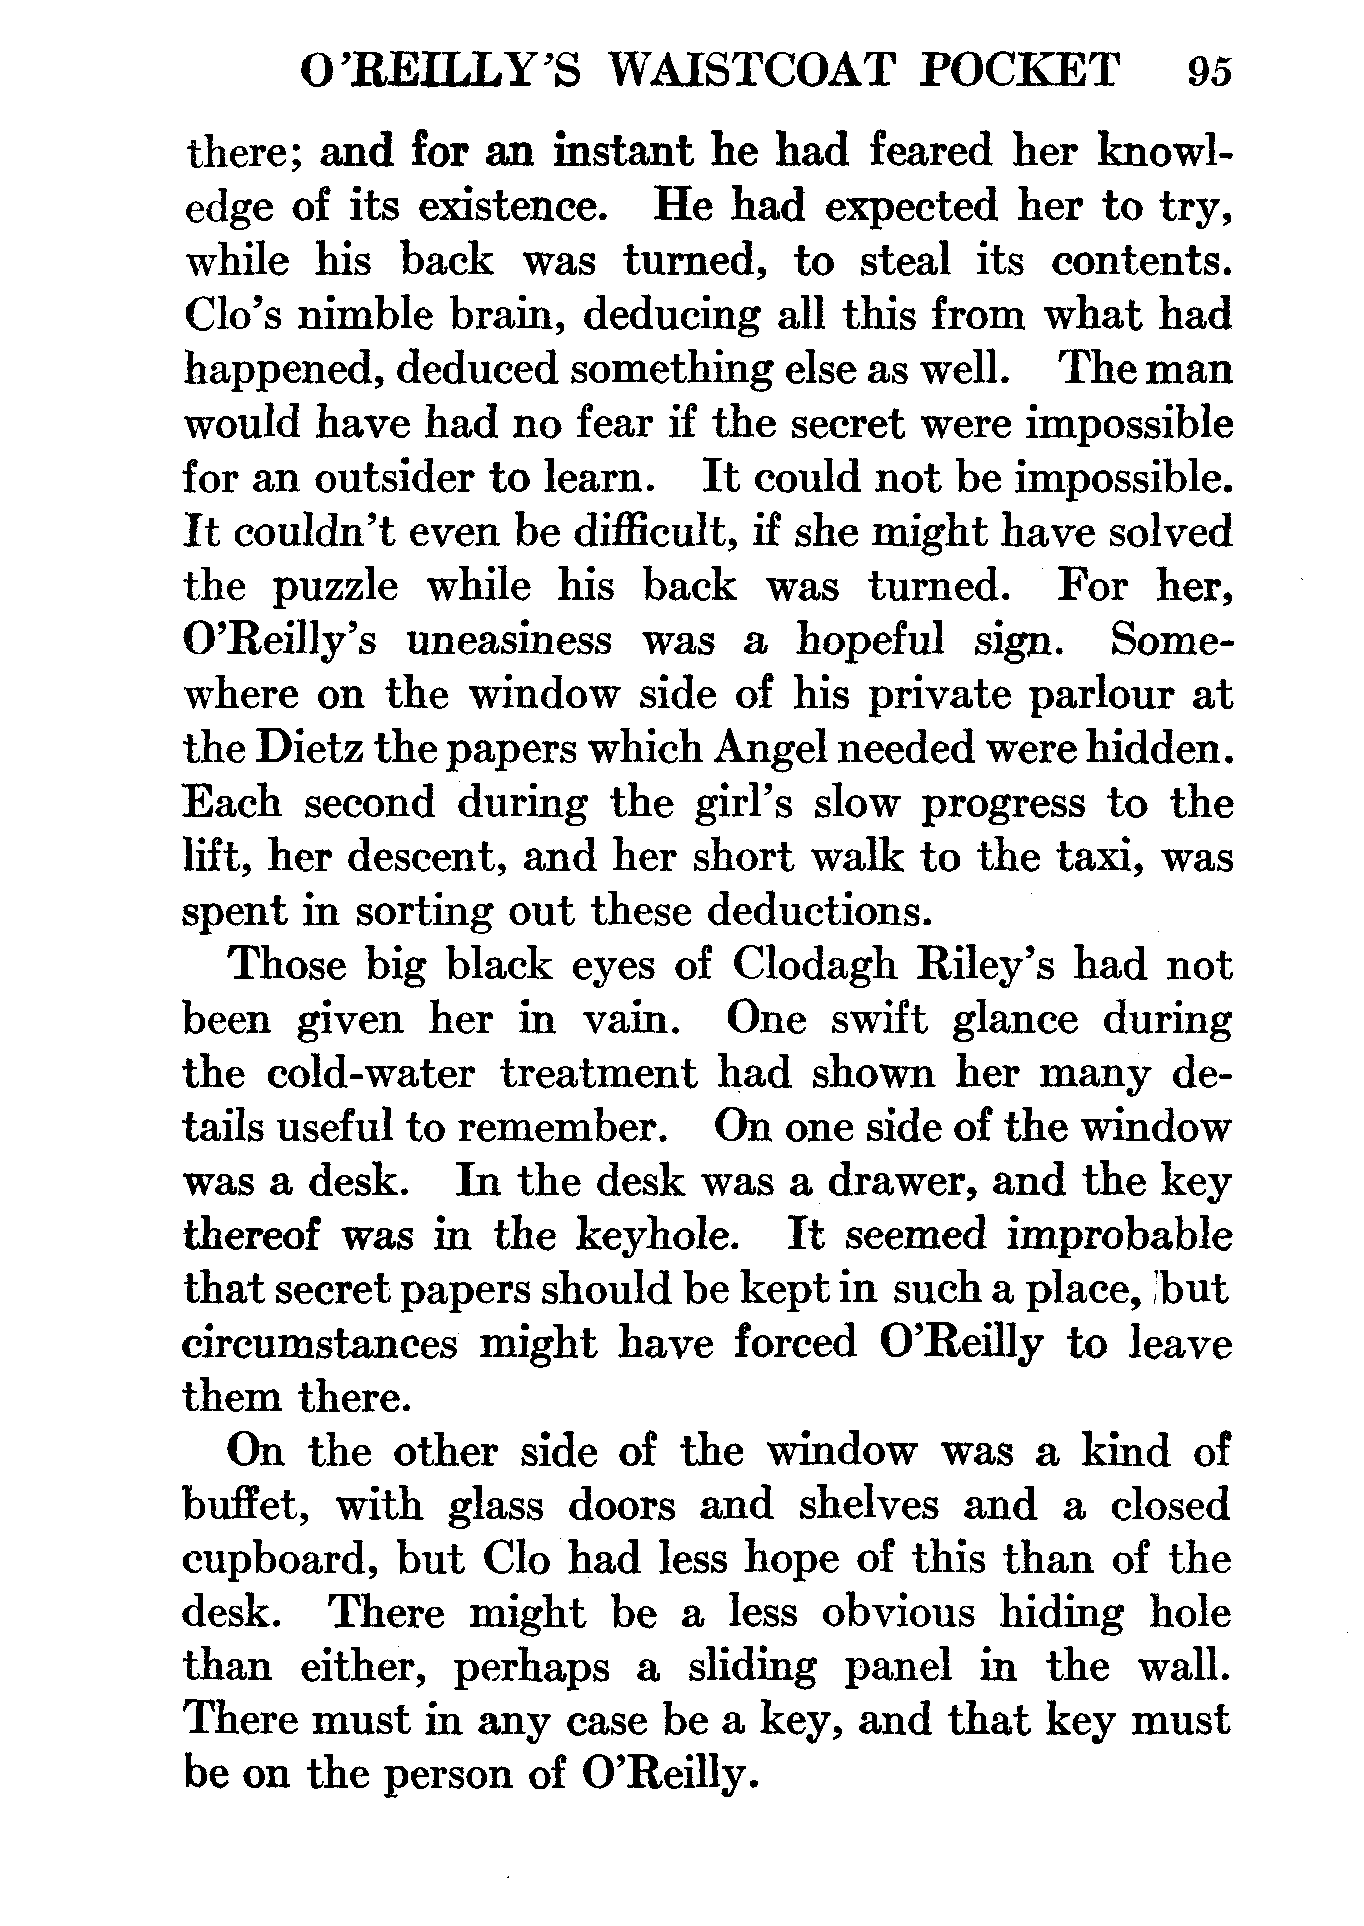 O'REILLY'S WAISTCOAT POCKET 95
there; and for an instant he had feared her knowl-
edge of its existence. He had expected her to try,
while his back was turned, to steal its contents.
Clo's nimble brain, deducing all this from what had
happened, deduced something else as well. The man
would have had no fear if the secret were impossible
for an outsider to learn. It could not be impossible.
It couldn't even be difficult, if she might have solved
the puzzle while his back was turned. For her,
O'Reilly's uneasiness was a hopeful sign. Some-
where on the window side of his private parlour at
the Dietz the papers which Angel needed were hidden.
Each second during the girl's slow progress to the
lift, her descent, and her short walk to the taxi, was
spent in sorting out these deductions.
Those big black eyes of Clodagh Riley's had not
been given her in vain. One swift glance during
the cold-water treatment had shown her many de-
tails useful to remember. On one side of the window
was a desk. In the desk was a drawer, and the key
thereof was in the keyhole. It seemed improbable
that secret papers should be kept in such a place, but
circumstances might have forced O'Reilly to leave
them there.
On the other side of the window was a kind of
buffet, with glass doors and shelves and a closed
cupboard, but Clo had less hope of this than of the
desk. There might be a less obvious hiding hole
than either, perhaps a sliding panel in the wall.
There must in any case be a key, and that key must
be on the person of O'Reilly.